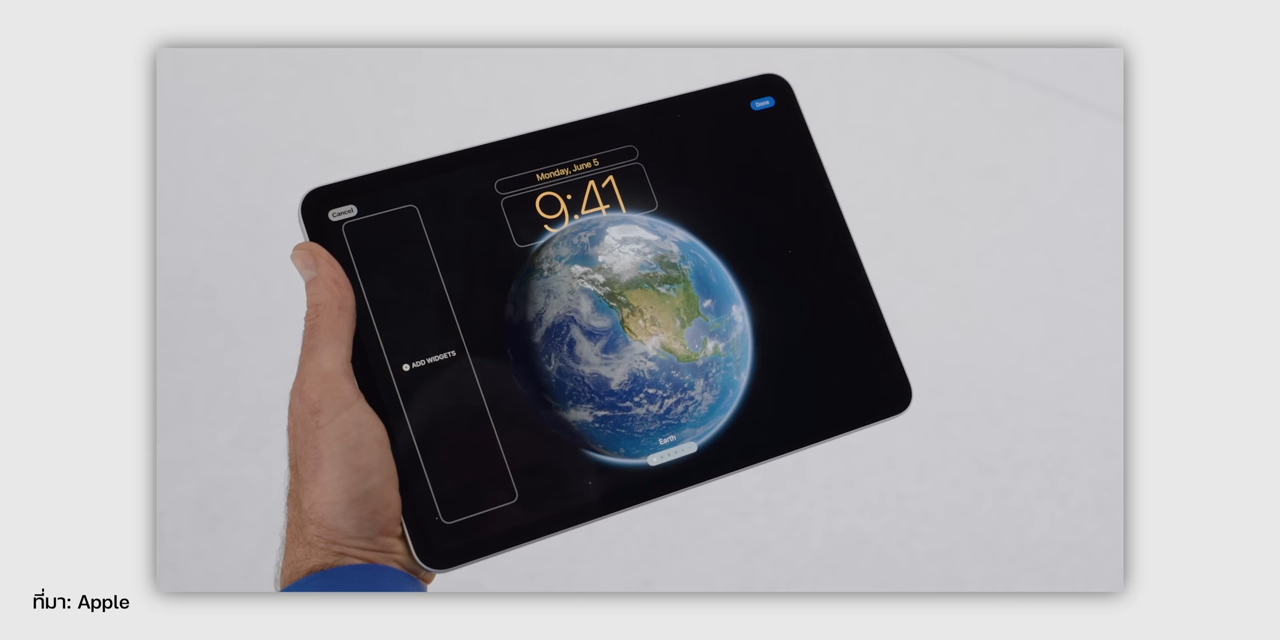 Done
Monday, June 5
9:41
Cancel
ADD WIDGETS
Earth
ที่มา: Apple